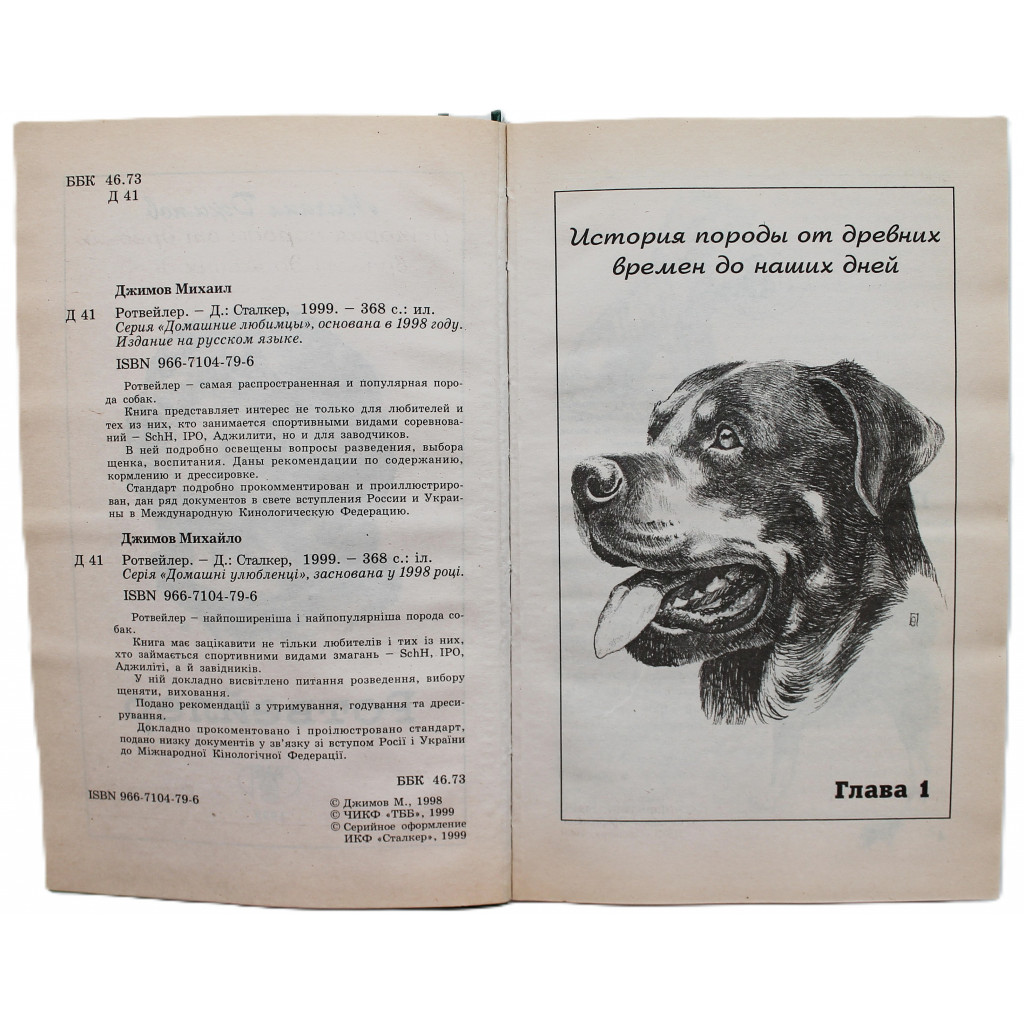 ББК 46.73
Д 41
Джимов Михаил
Д 41 Ротвейлер. – Д.: Сталкер, 1999. – 368 с.: ил.
Серия «Домашние любимцы», основана в 1998 году.
Издание на русском языке.
ISBN 966-7104-79-6
Ротвейлер – самая распространенная и популярная поро-
да собак.
Книга представляет интерес не только для любителей и
тех из них, кто занимается спортивными видами соревнова-
ний – SchH, IPO, Аджилити, но и для заводчиков.
В ней подробно освещены вопросы разведения, выбора
щенка, воспитания. Даны рекомендации по содержанию,
кормлению и дрессировке.
Стандарт подробно прокомментирован и проиллюстриро-
ван, дан ряд документов в свете вступления России и Украи-
ны в Международную Кинологическую Федерацию.
Джимов Михайло
Д 41 Ротвейлер. – Д.: Сталкер, 1999. – 368 с.: іл.
Серія «Домашні улюбленці», заснована у 1998 році.
ISBN 966-7104-79-6
Ротвейлер – найпоширеніша і найпопулярніша порода со-
бак.
Книга має зацікавити не тільки любителів і тих із них,
хто займається спортивними видами змагань – SchH, IPO,
Аджиліті, а й завідників.
У ній докладно висвітлено питання розведення, вибору
щеняти, виховання.
Подано рекомендації з утримування, годування та дреси-
рування.
Докладно прокоментовано і проілюстровано стандарт,
подано низку документів у зв'язку зі вступом Росії і України
до Міжнародної Кінологічної Федерації.
ББК 46.73
ISBN 966-7104-79-6
© Джимов М., 1998
© ЧИКФ «ТББ», 1999
© Серийное оформление
ИКФ «Сталкер», 1999
История породы от древних
времен до наших дней
Глава 1